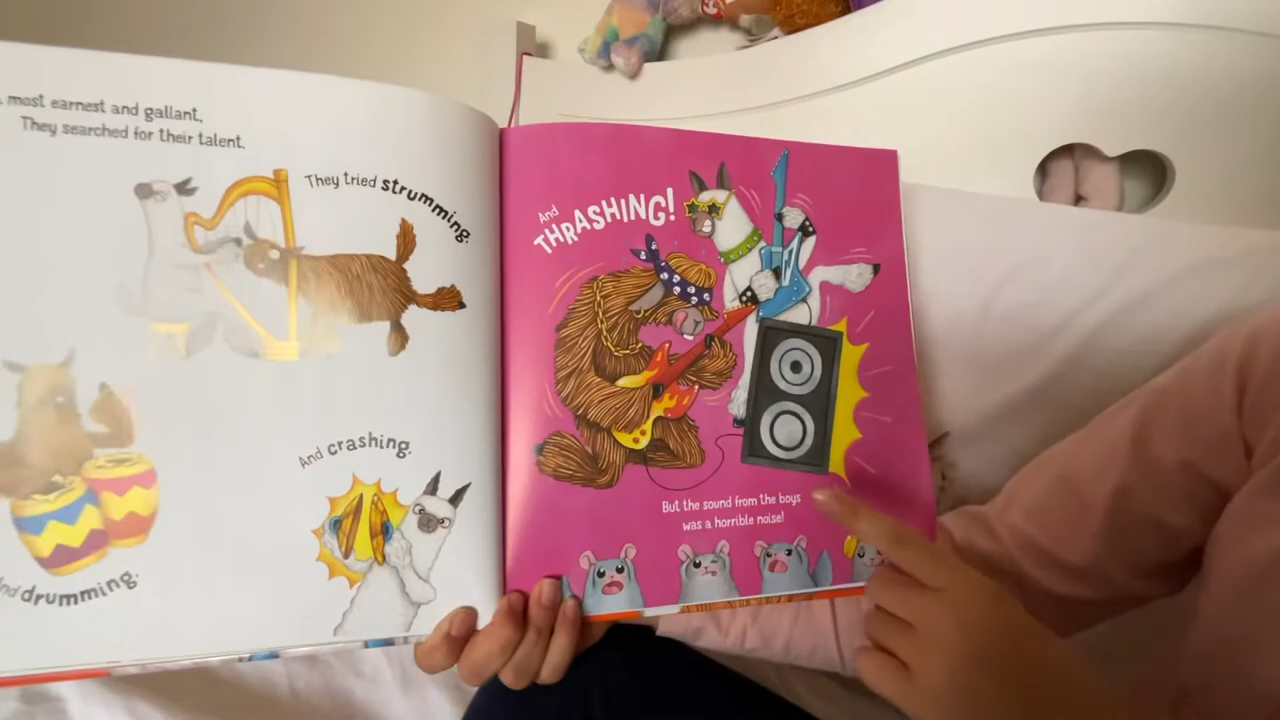 most earnest and gallant,
They searched for their talent.
They tried strumming.
And drumming.
And crashing.
And
THRASHING!
But the sound from the boys
was a horrible noise!